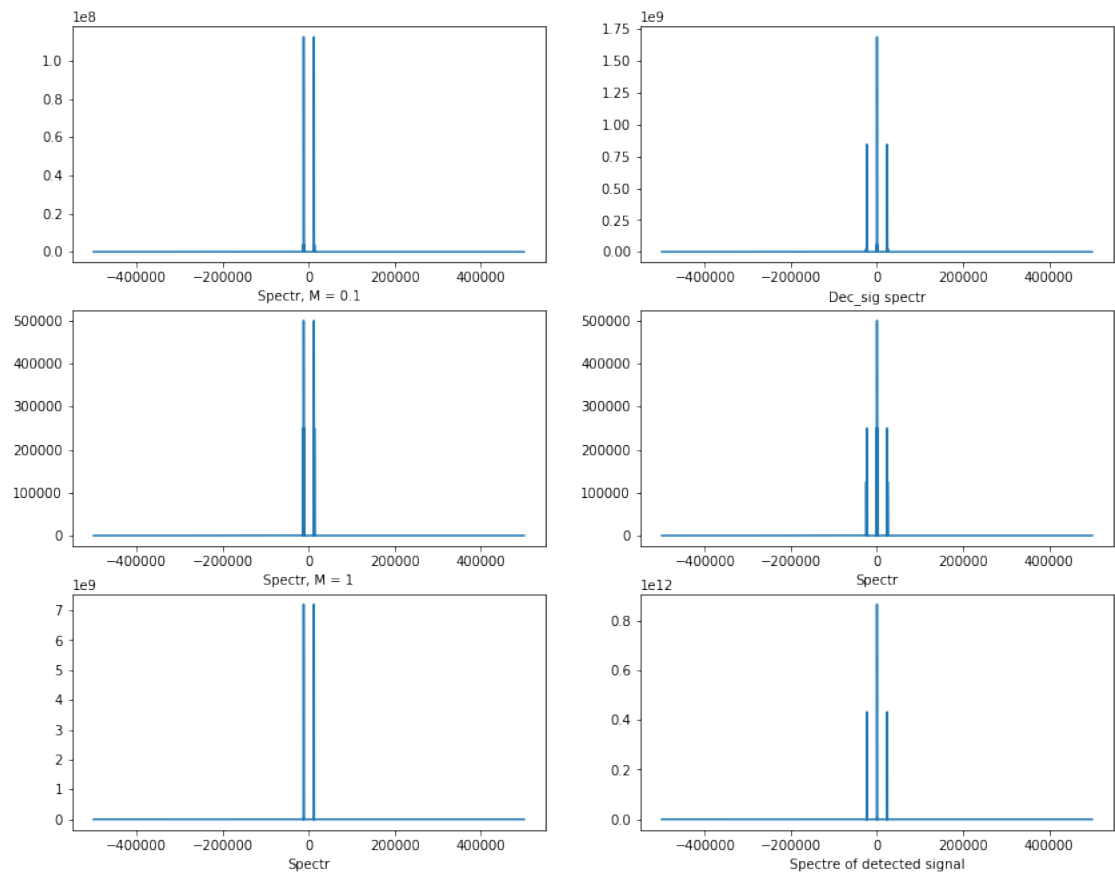 1e8
1.0
0.8
0.6
0.4
0.2
0.0
−400000 −200000 0 200000 400000
Spectr, M = 0.1
1e9
1.75
1.50
1.25
1.00
0.75
0.50
0.25
0.00
−400000 −200000 0 200000 400000
Dec_sig spectr
500000
400000
300000
200000
100000
0
−400000 −200000 0 200000 400000
Spectr, M = 1
500000
400000
300000
200000
100000
0
−400000 −200000 0 200000 400000
Spectr
1e9
7
6
5
4
3
2
1
0
−400000 −200000 0 200000 400000
Spectr
1e12
0.8
0.6
0.4
0.2
0.0
−400000 −200000 0 200000 400000
Spectre of detected signal